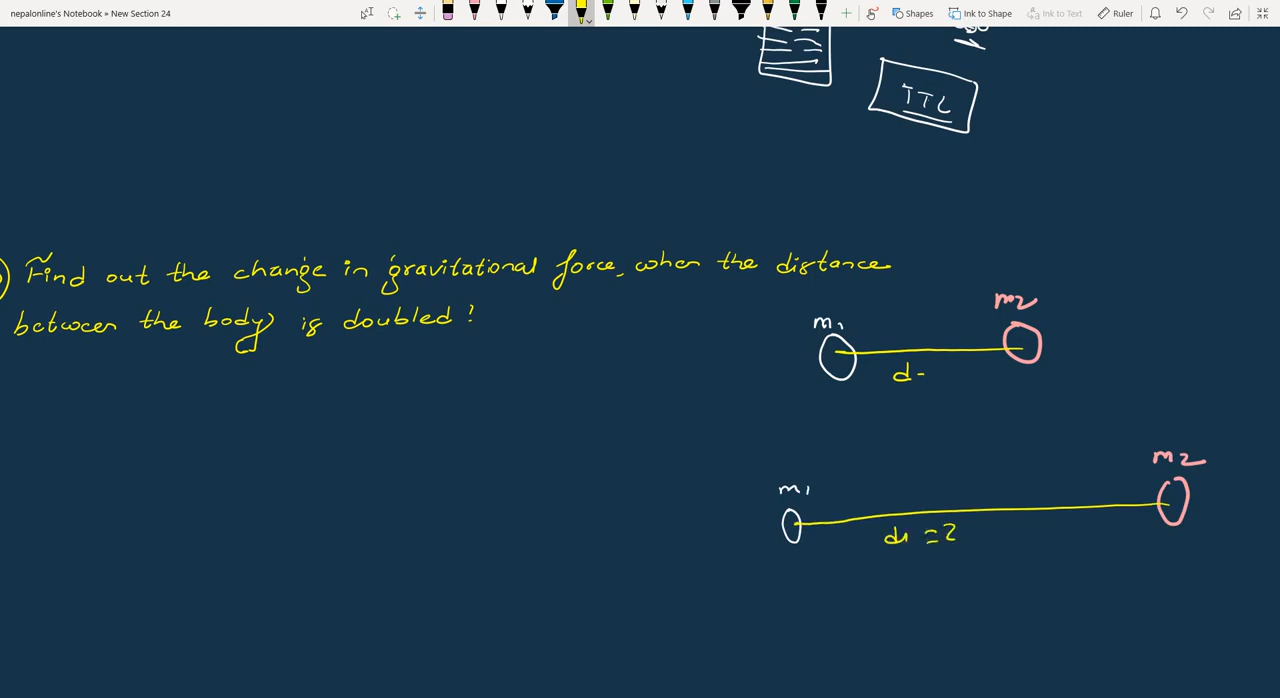 nepalonline's Notebook » New Section 24
Shapes Ink to Shape Ink to Text Ruler
TTL
) Find out the change in gravitational force, when the distance
between the body is doubled?
m1 m2
d -
m1 m2
d1 = 2